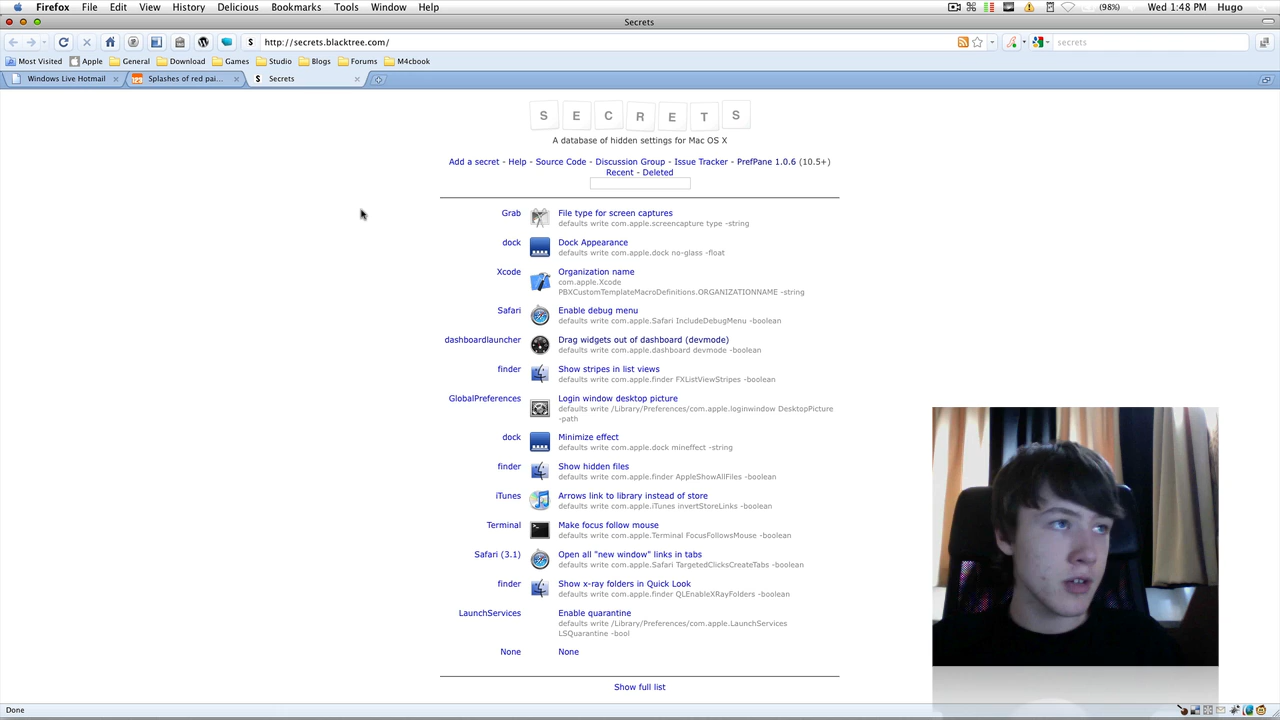 Firefox File Edit View History Delicious Bookmarks Tools Window Help (98%) Wed 1:48 PM Hugo
Secrets
http://secrets.blacktree.com/ secrets
Most Visited Apple General Download Games Studio Blogs Forums M4cbook
Windows Live Hotmail Splashes of red pai... Secrets
S E C R E T S
A database of hidden settings for Mac OS X
Add a secret - Help - Source Code - Discussion Group - Issue Tracker - PrefPane 1.0.6 (10.5+)
Recent - Deleted
Grab File type for screen captures
defaults write com.apple.screencapture type -string
dock Dock Appearance
defaults write com.apple.dock no-glass -float
Xcode Organization name
com.apple.Xcode
PBXCustomTemplateMacroDefinitions.ORGANIZATIONNAME -string
Safari Enable debug menu
defaults write com.apple.Safari IncludeDebugMenu -boolean
dashboardlauncher Drag widgets out of dashboard (devmode)
defaults write com.apple.dashboard devmode -boolean
finder Show stripes in list views
defaults write com.apple.finder FXListViewStripes -boolean
GlobalPreferences Login window desktop picture
defaults write /Library/Preferences/com.apple.loginwindow DesktopPicture
-path
dock Minimize effect
defaults write com.apple.dock mineffect -string
finder Show hidden files
defaults write com.apple.finder AppleShowAllFiles -boolean
iTunes Arrows link to library instead of store
defaults write com.apple.iTunes invertStoreLinks -boolean
Terminal Make focus follow mouse
defaults write com.apple.Terminal FocusFollowsMouse -boolean
Safari (3.1) Open all "new window" links in tabs
defaults write com.apple.Safari TargetedClicksCreateTabs -boolean
finder Show x-ray folders in Quick Look
defaults write com.apple.finder QLEnableXRayFolders -boolean
LaunchServices Enable quarantine
defaults write /Library/Preferences/com.apple.LaunchServices
LSQuarantine -bool
None None
Show full list
Done